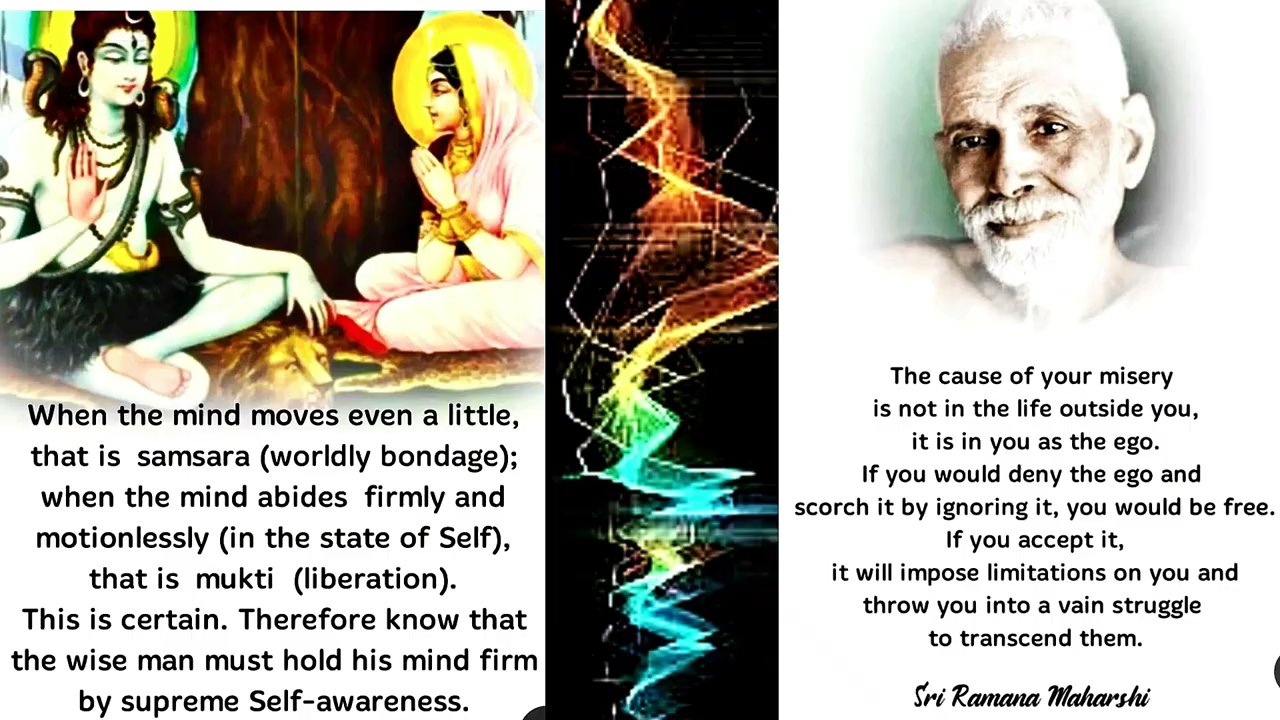 When the mind moves even a little,
that is samsara (worldly bondage);
when the mind abides firmly and
motionlessly (in the state of Self),
that is mukti (liberation).
This is certain. Therefore know that
the wise man must hold his mind firm
by supreme Self-awareness.
The cause of your misery
is not in the life outside you,
it is in you as the ego.
If you would deny the ego and
scorch it by ignoring it, you would be free.
If you accept it,
it will impose limitations on you and
throw you into a vain struggle
to transcend them.
Sri Ramana Maharshi